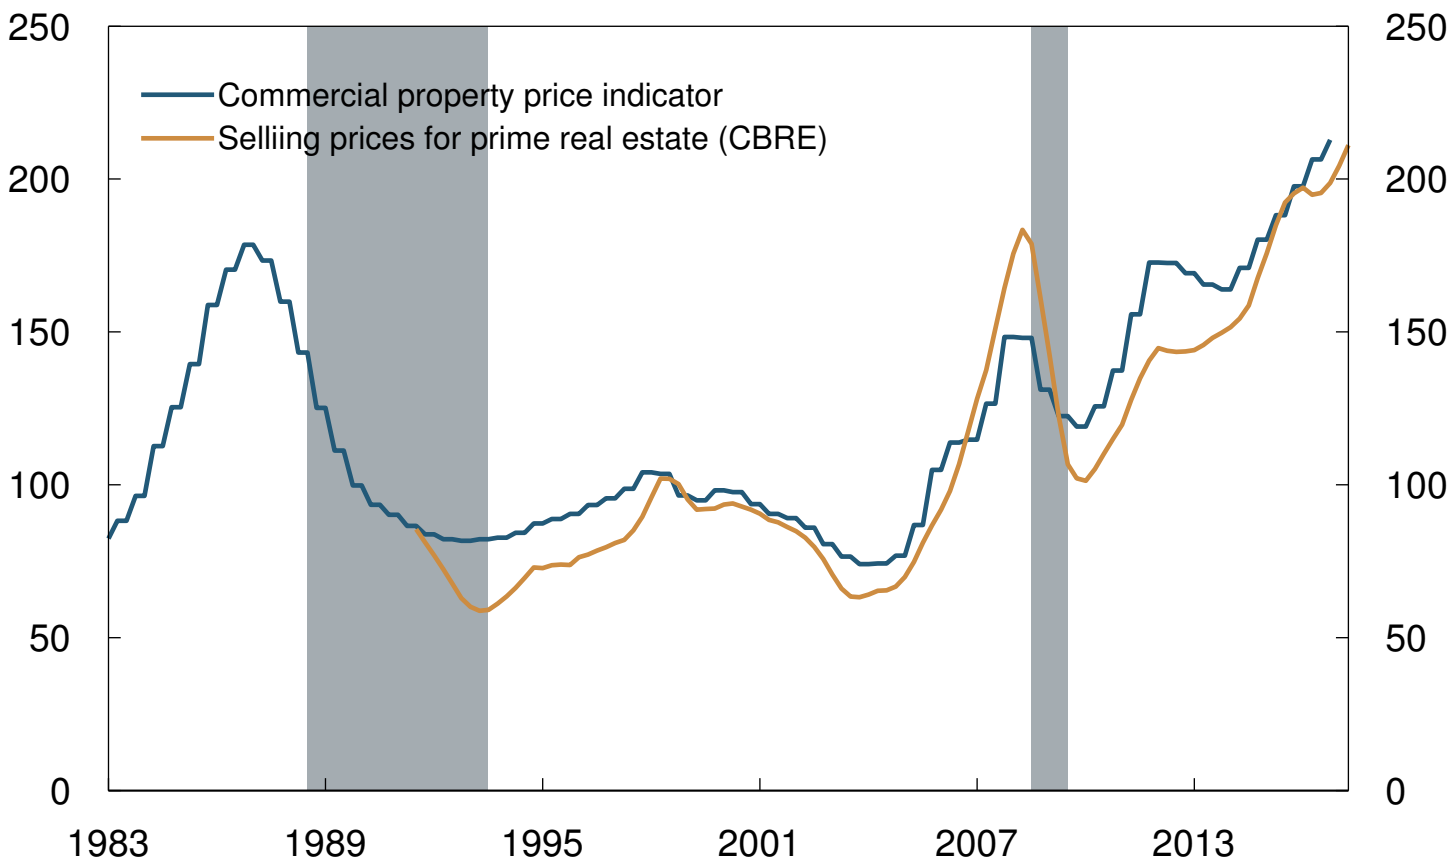 250 250
Commercial property price indicator
Selliing prices for prime real estate (CBRE)
200 200
150 150
100 100
50 50
0 0
1983 1989 1995 2001 2007 2013